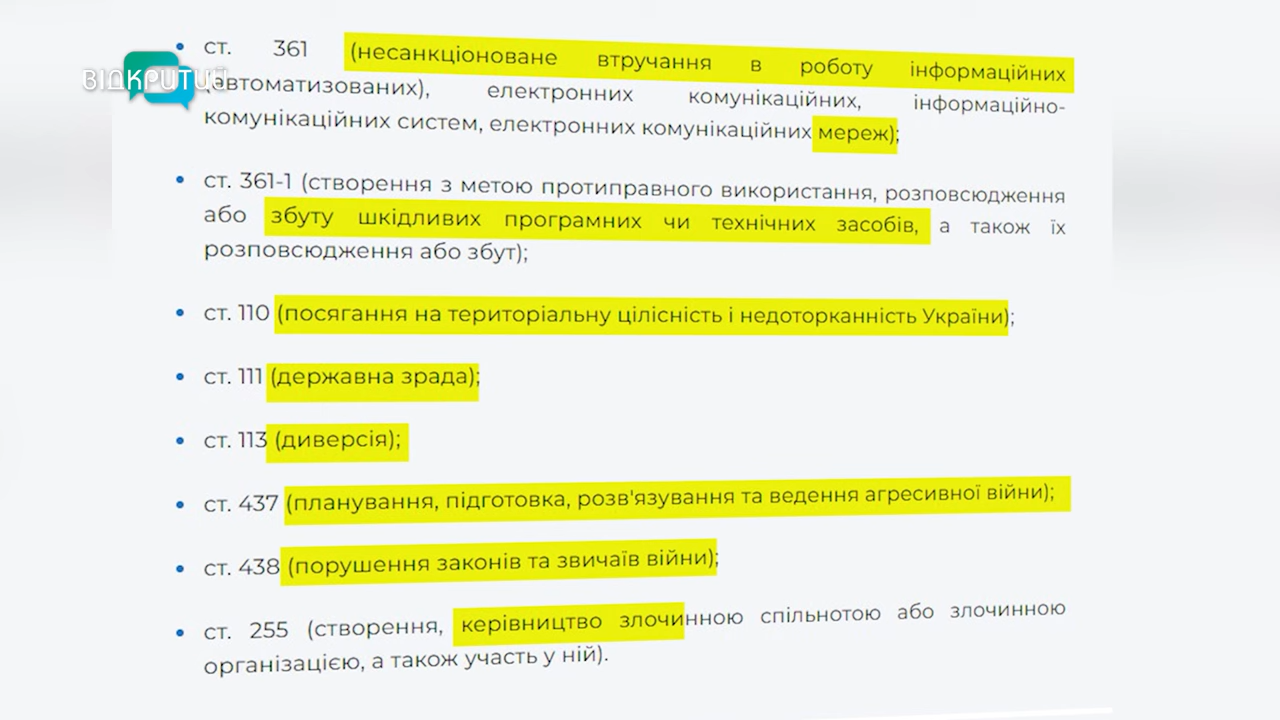 ВІДКРИТИЙ
• ст. 361 (несанкціоноване втручання в роботу інформаційних
(автоматизованих), електронних комунікаційних, інформаційно-
комунікаційних систем, електронних комунікаційних мереж);
• ст. 361-1 (створення з метою протиправного використання, розповсюдження
або збуту шкідливих програмних чи технічних засобів, а також їх
розповсюдження або збут);
• ст. 110 (посягання на територіальну цілісність і недоторканність України);
• ст. 111 (державна зрада);
• ст. 113 (диверсія);
• ст. 437 (планування, підготовка, розв'язування та ведення агресивної війни);
• ст. 438 (порушення законів та звичаїв війни);
• ст. 255 (створення, керівництво злочинною спільнотою або злочинною
організацією, а також участь у ній).